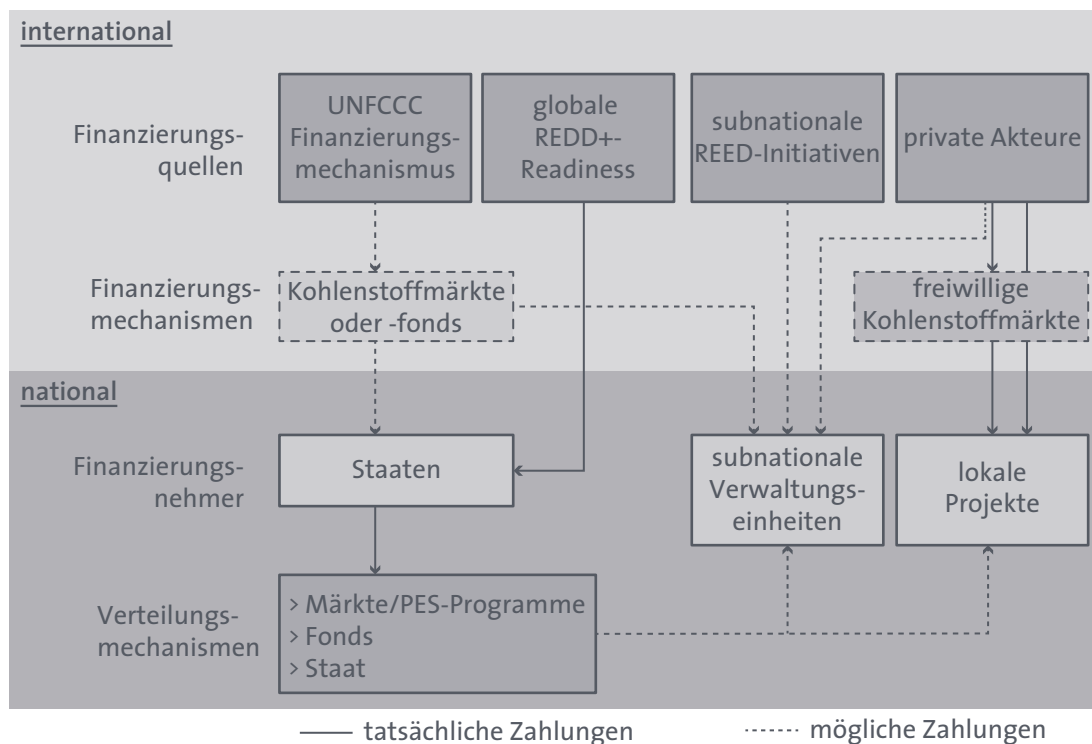 international
Finanzierungs-
quellen
UNFCCC
Finanzierungs-
mechanismus
globale
REDD+-
Readiness
subnationale
REED-Initiativen
private Akteure
Finanzierungs-
mechanismen
Kohlenstoffmärkte
oder -fonds
freiwillige
Kohlenstoffmärkte
national
Finanzierungs-
nehmer
Staaten
subnationale
Verwaltungs-
einheiten
lokale
Projekte
Verteilungs-
mechanismen
> Märkte/PES-Programme
> Fonds
> Staat
tatsächliche Zahlungen
mögliche Zahlungen